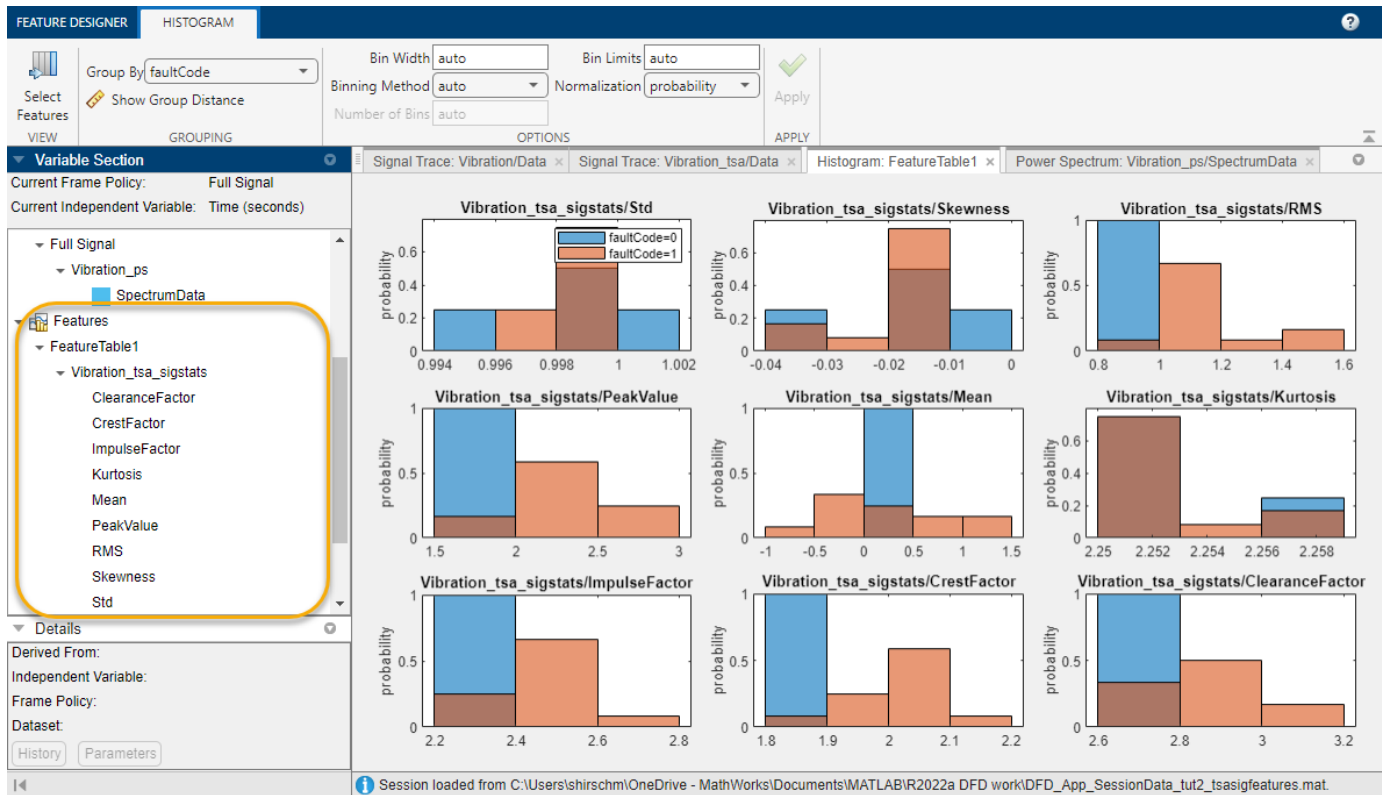 FEATURE DESIGNER HISTOGRAM ?
Select
Features
VIEW
Group By faultCode
Show Group Distance
GROUPING
Bin Width auto Bin Limits auto
Binning Method auto Normalization probability
Number of Bins auto
OPTIONS
Apply
APPLY
Variable Section
Current Frame Policy: Full Signal
Current Independent Variable: Time (seconds)
Full Signal
Vibration_ps
SpectrumData
Features
FeatureTable1
Vibration_tsa_sigstats
ClearanceFactor
CrestFactor
ImpulseFactor
Kurtosis
Mean
PeakValue
RMS
Skewness
Std
Details
Derived From:
Independent Variable:
Frame Policy:
Dataset:
History Parameters
Signal Trace: Vibration/Data × Signal Trace: Vibration_tsa/Data × Histogram: FeatureTable1 × Power Spectrum: Vibration_ps/SpectrumData ×
Vibration_tsa_sigstats/Std
faultCode=0
faultCode=1
probability
0.6
0.4
0.2
0
0.994 0.996 0.998 1 1.002
Vibration_tsa_sigstats/Skewness
probability
0.6
0.4
0.2
0
-0.04 -0.03 -0.02 -0.01 0
Vibration_tsa_sigstats/RMS
probability
1
0.5
0
0.8 1 1.2 1.4 1.6
Vibration_tsa_sigstats/PeakValue
probability
1
0.5
0
1.5 2 2.5 3
Vibration_tsa_sigstats/Mean
probability
1
0.5
0
-1 -0.5 0 0.5 1 1.5
Vibration_tsa_sigstats/Kurtosis
probability
0.6
0.4
0.2
0
2.25 2.252 2.254 2.256 2.258
Vibration_tsa_sigstats/ImpulseFactor
probability
1
0.5
0
2.2 2.4 2.6 2.8
Vibration_tsa_sigstats/CrestFactor
probability
1
0.5
0
1.8 1.9 2 2.1 2.2
Vibration_tsa_sigstats/ClearanceFactor
probability
1
0.5
0
2.6 2.8 3 3.2
Session loaded from C:\Users\shirschm\OneDrive - MathWorks\Documents\MATLAB\R2022a DFD work\DFD_App_SessionData_tut2_tsasigfeatures.mat.